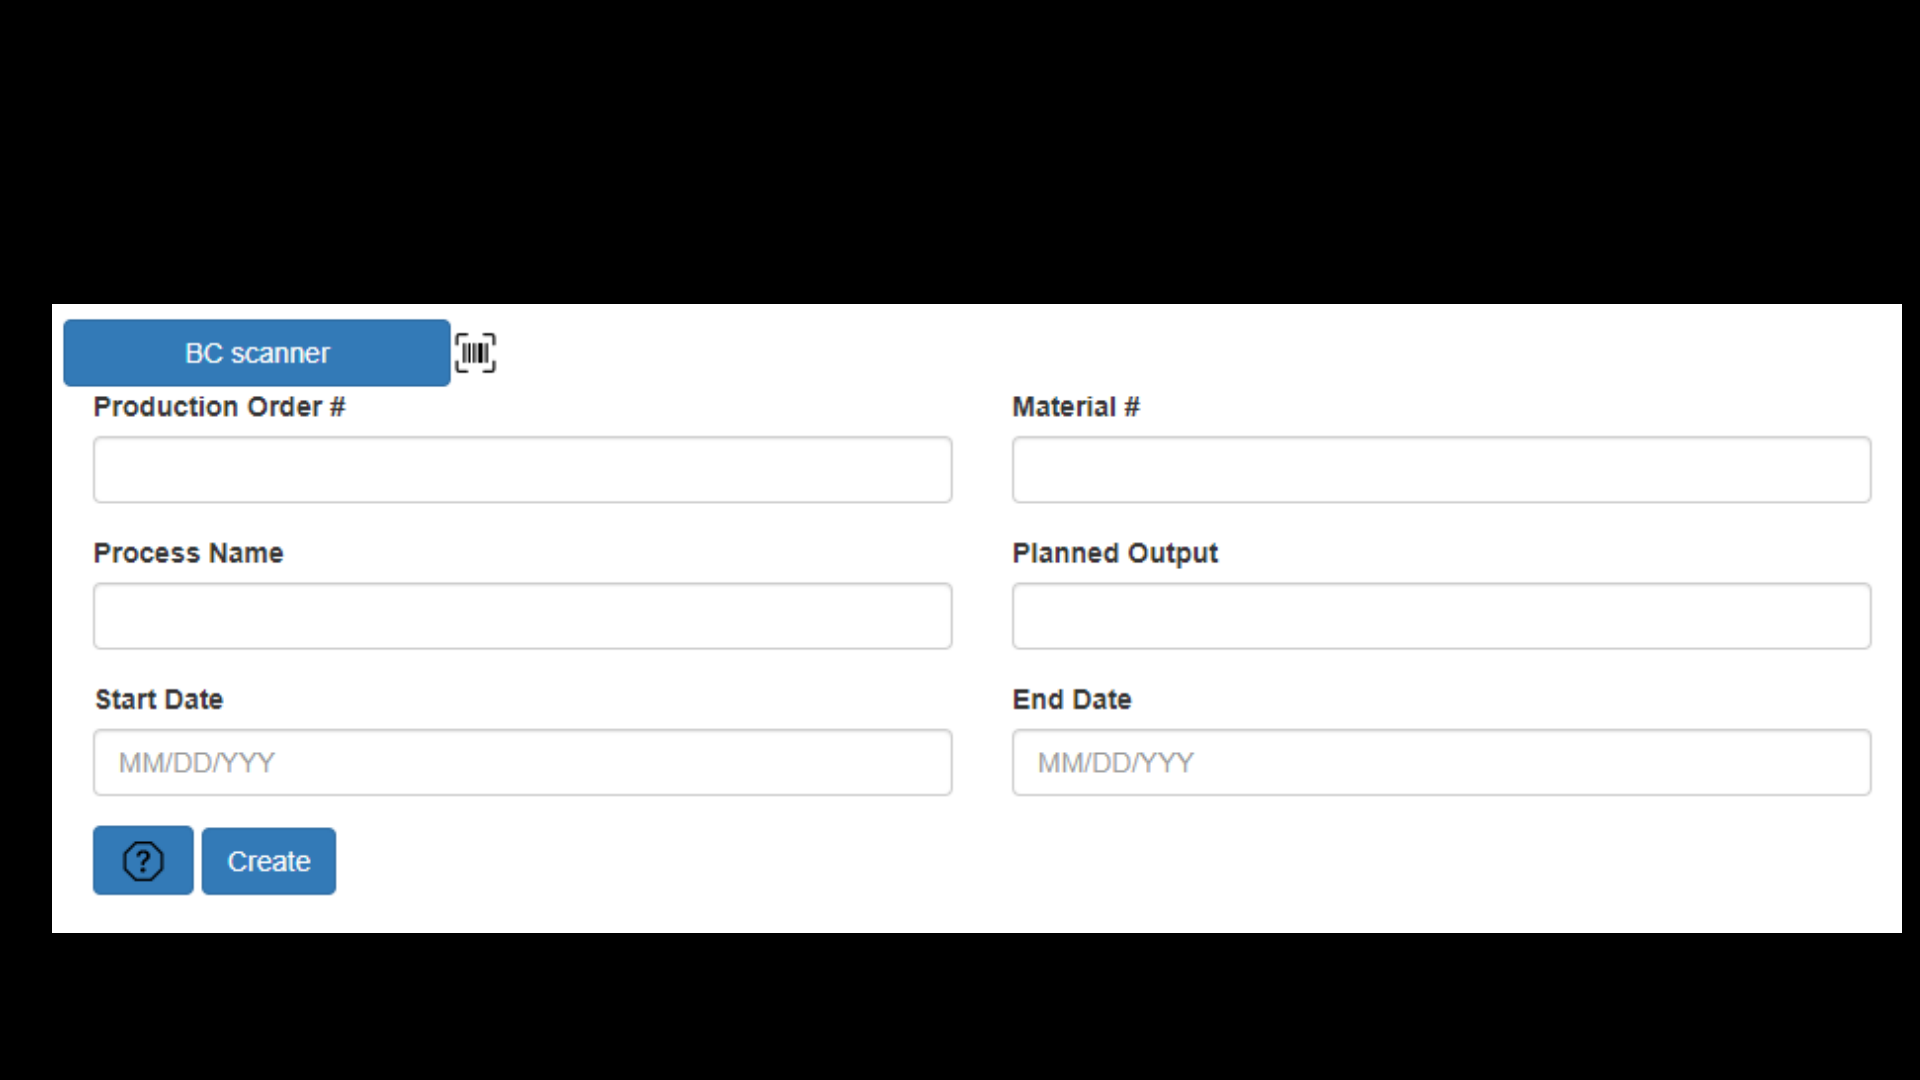 BC scanner
Production Order #
Material #
Process Name
Planned Output
Start Date
End Date
MM/DD/YYY
MM/DD/YYY
?
Create